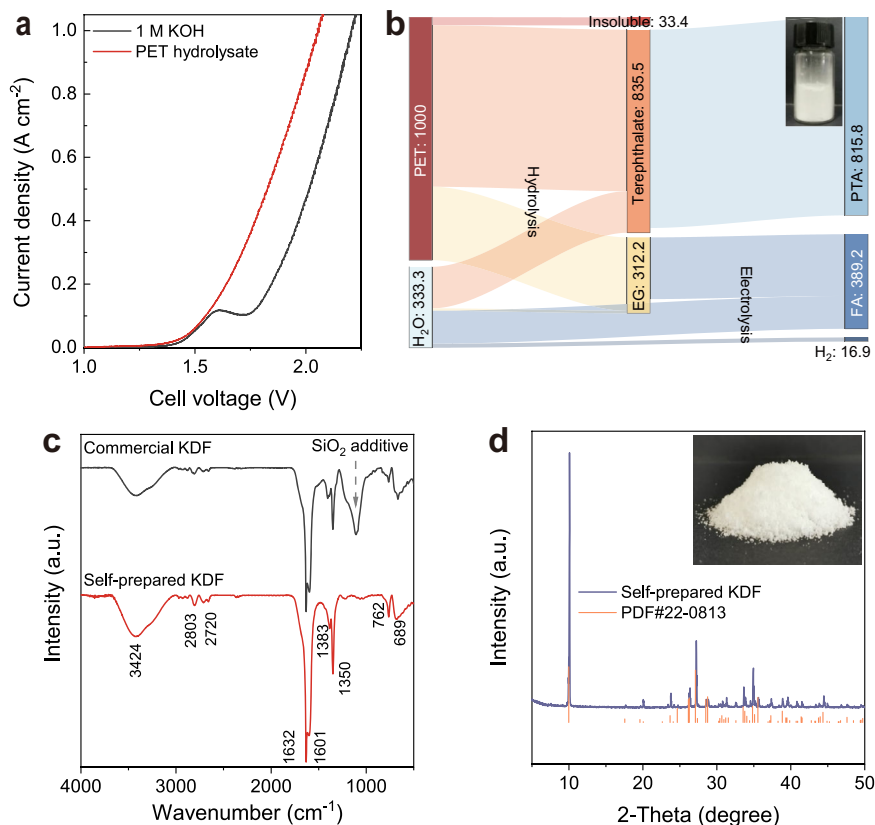 a
1 M KOH
PET hydrolysate
Current density (A cm⁻²)
1.0
0.8
0.6
0.4
0.2
0.0
1.0
1.5
2.0
Cell voltage (V)
b
Insoluble: 33.4
PET: 1000
Terephthalate: 835.5
PTA: 815.8
Hydrolysis
H₂O: 333.3
EG: 312.2
Electrolysis
FA: 389.2
H₂: 16.9
c
Commercial KDF
SiO₂ additive
Self-prepared KDF
Intensity (a.u.)
3424
2803
2720
1632
1601
1383
1350
762
689
4000
3000
2000
1000
Wavenumber (cm⁻¹)
d
Intensity (a.u.)
Self-prepared KDF
PDF#22-0813
10
20
30
40
50
2-Theta (degree)